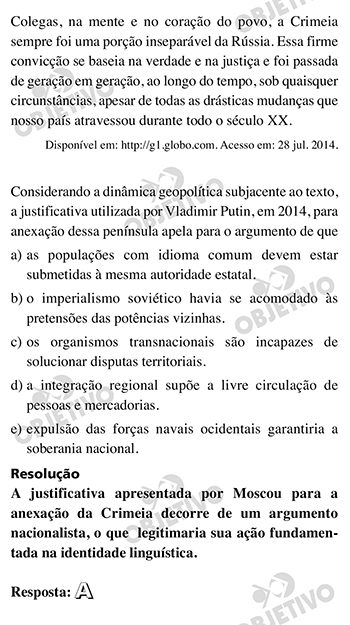 Colegas, na mente e no coração do povo, a Crimeia
sempre foi uma porção inseparável da Rússia. Essa firme
convicção se baseia na verdade e na justiça e foi passada
de geração em geração, ao longo do tempo, sob quaisquer
circunstâncias, apesar de todas as drásticas mudanças que
nosso país atravessou durante todo o século XX.
Disponível em: http://g1.globo.com. Acesso em: 28 jul. 2014.
Considerando a dinâmica geopolítica subjacente ao texto,
a justificativa utilizada por Vladimir Putin, em 2014, para
anexação dessa península apela para o argumento de que
a) as populações com idioma comum devem estar
submetidas à mesma autoridade estatal.
b) o imperialismo soviético havia se acomodado às
pretensões das potências vizinhas.
c) os organismos transnacionais são incapazes de
solucionar disputas territoriais.
d) a integração regional supõe a livre circulação de
pessoas e mercadorias.
e) expulsão das forças navais ocidentais garantiria a
soberania nacional.
Resolução
A justificativa apresentada por Moscou para a
anexação da Crimeia decorre de um argumento
nacionalista, o que legitimaria sua ação fundamen-
tada na identidade linguística.
Resposta: A
OBJETIVO
OBJETIVO
OBJETIVO
OBJETIVO
OBJETIVO
OBJETIVO
OBJETIVO